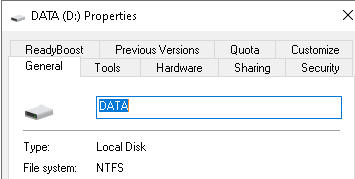 DATA (D:) Properties
ReadyBoost Previous Versions Quota Customize
General Tools Hardware Sharing Security
DATA
Type: Local Disk
File system: NTFS